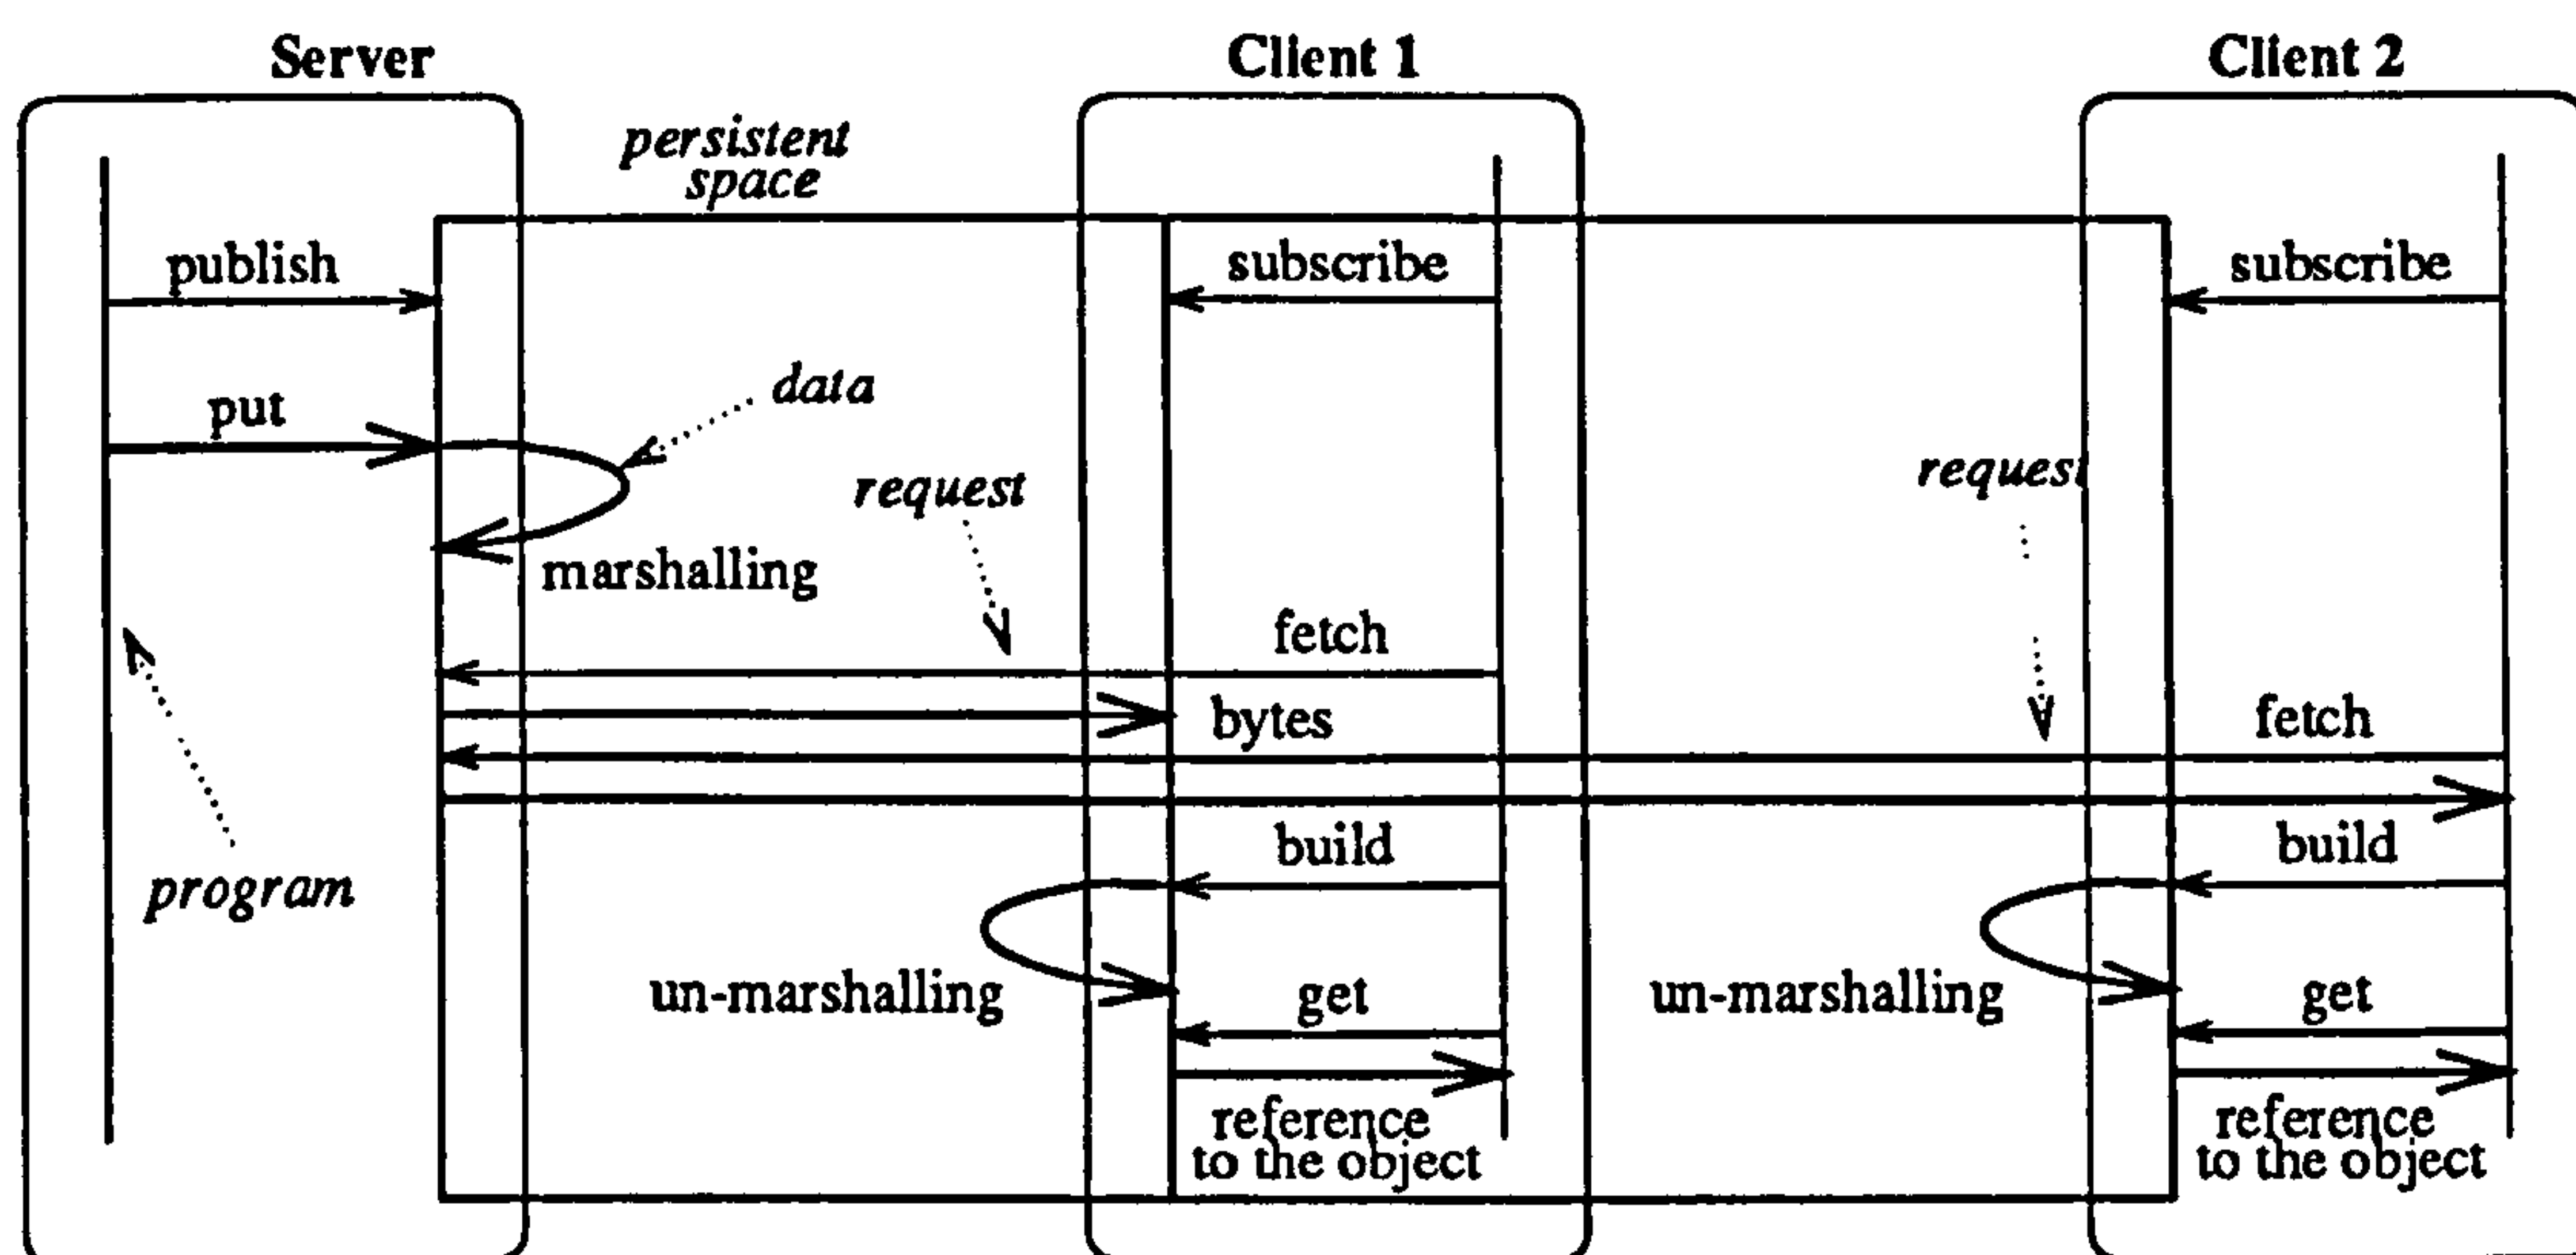 Server
Client 1
Client 2
persistent
space
publish
subscribe
subscribe
data
put
request
request
marshalling
fetch
bytes
fetch
build
build
program
un-marshalling
get
un-marshalling
get
reference
to the object
reference
to the object